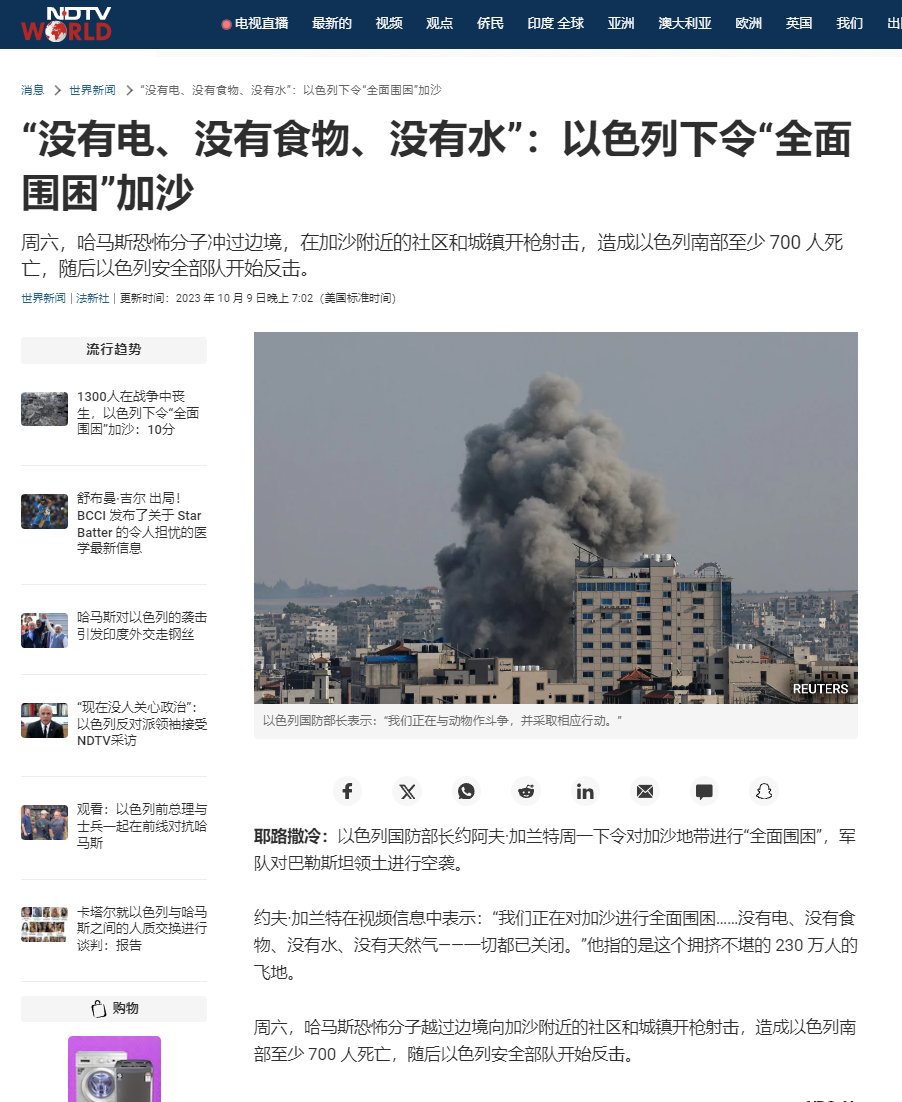 NDTV
WORLD
电视直播 最新的 视频 观点 侨民 印度 全球 亚洲 澳大利亚 欧洲 英国 我们
消息 > 世界新闻 > “没有电、没有食物、没有水”：以色列下令“全面围困”加沙
“没有电、没有食物、没有水”：以色列下令“全面
围困”加沙
周六，哈马斯恐怖分子冲过边境，在加沙附近的社区和城镇开枪射击，造成以色列南部至少 700 人死
亡，随后以色列安全部队开始反击。
世界新闻 | 法新社 | 更新时间：2023 年 10 月 9 日晚上 7:02（美国标准时间）
流行趋势
1300人在战争中丧
生，以色列下令“全面
围困”加沙：10分
舒布曼·吉尔 出局！
BCCI 发布了关于 Star
Batter 的令人担忧的医
学最新信息
哈马斯对以色列的袭击
引发印度外交走钢丝
“现在没人关心政治”：
以色列反对派领袖接受
NDTV采访
观看：以色列前总理与
士兵一起在前线对抗哈
马斯
卡塔尔就以色列与哈马
斯之间的人质交换进行
谈判：报告
购物
REUTERS
以色列国防部长表示：“我们正在与动物作斗争，并采取相应行动。”
耶路撒冷：以色列国防部长约阿夫·加兰特周一下令对加沙地带进行“全面围困”，军
队对巴勒斯坦领土进行空袭。
约夫·加兰特在视频信息中表示：“我们正在对加沙进行全面围困......没有电、没有食
物、没有水、没有天然气——一切都已关闭。”他指的是这个拥挤不堪的 230 万人的
飞地。
周六，哈马斯恐怖分子越过边境向加沙附近的社区和城镇开枪射击，造成以色列南
部至少 700 人死亡，随后以色列安全部队开始反击。